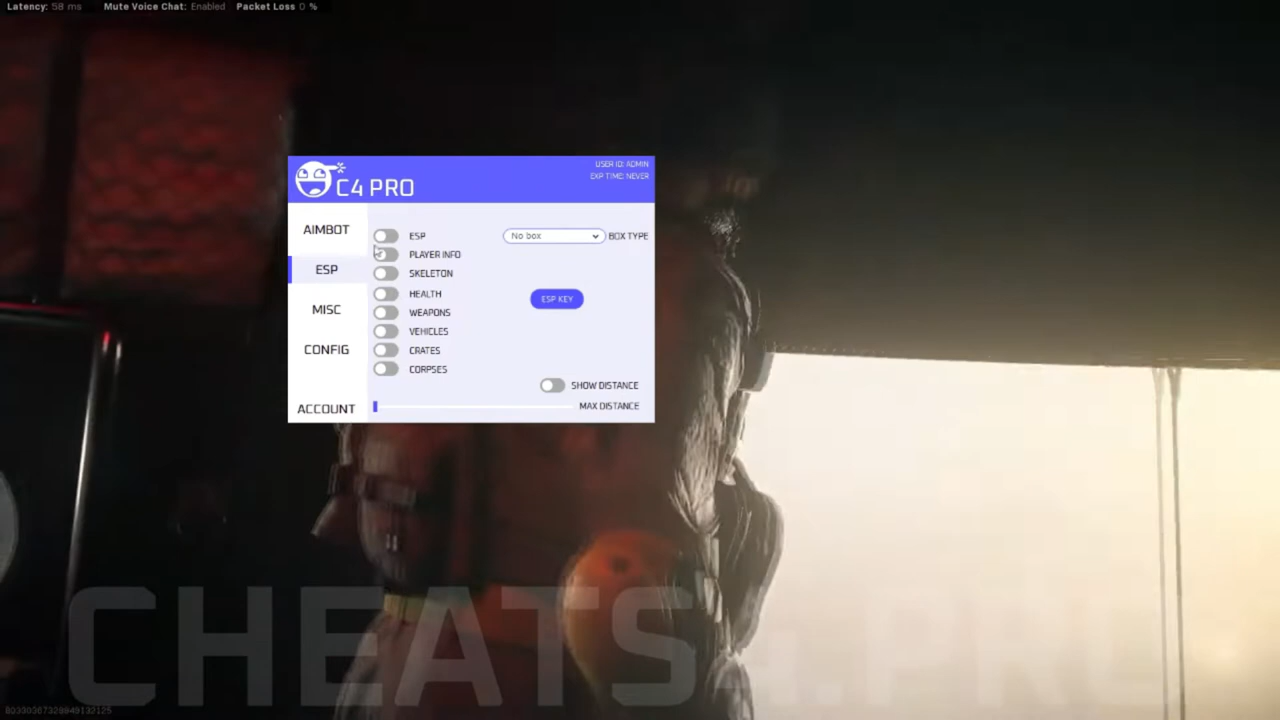 Latency: 58 ms Mute Voice Chat: Enabled Packet Loss 0 %
C4 PRO
USER ID: ADMIN
EXP TIME: NEVER
AIMBOT
ESP
MISC
CONFIG
ACCOUNT
ESP
PLAYER INFO
SKELETON
HEALTH
WEAPONS
VEHICLES
CRATES
CORPSES
No box
BOX TYPE
ESP KEY
SHOW DISTANCE
MAX DISTANCE
CHEATS4.PRO